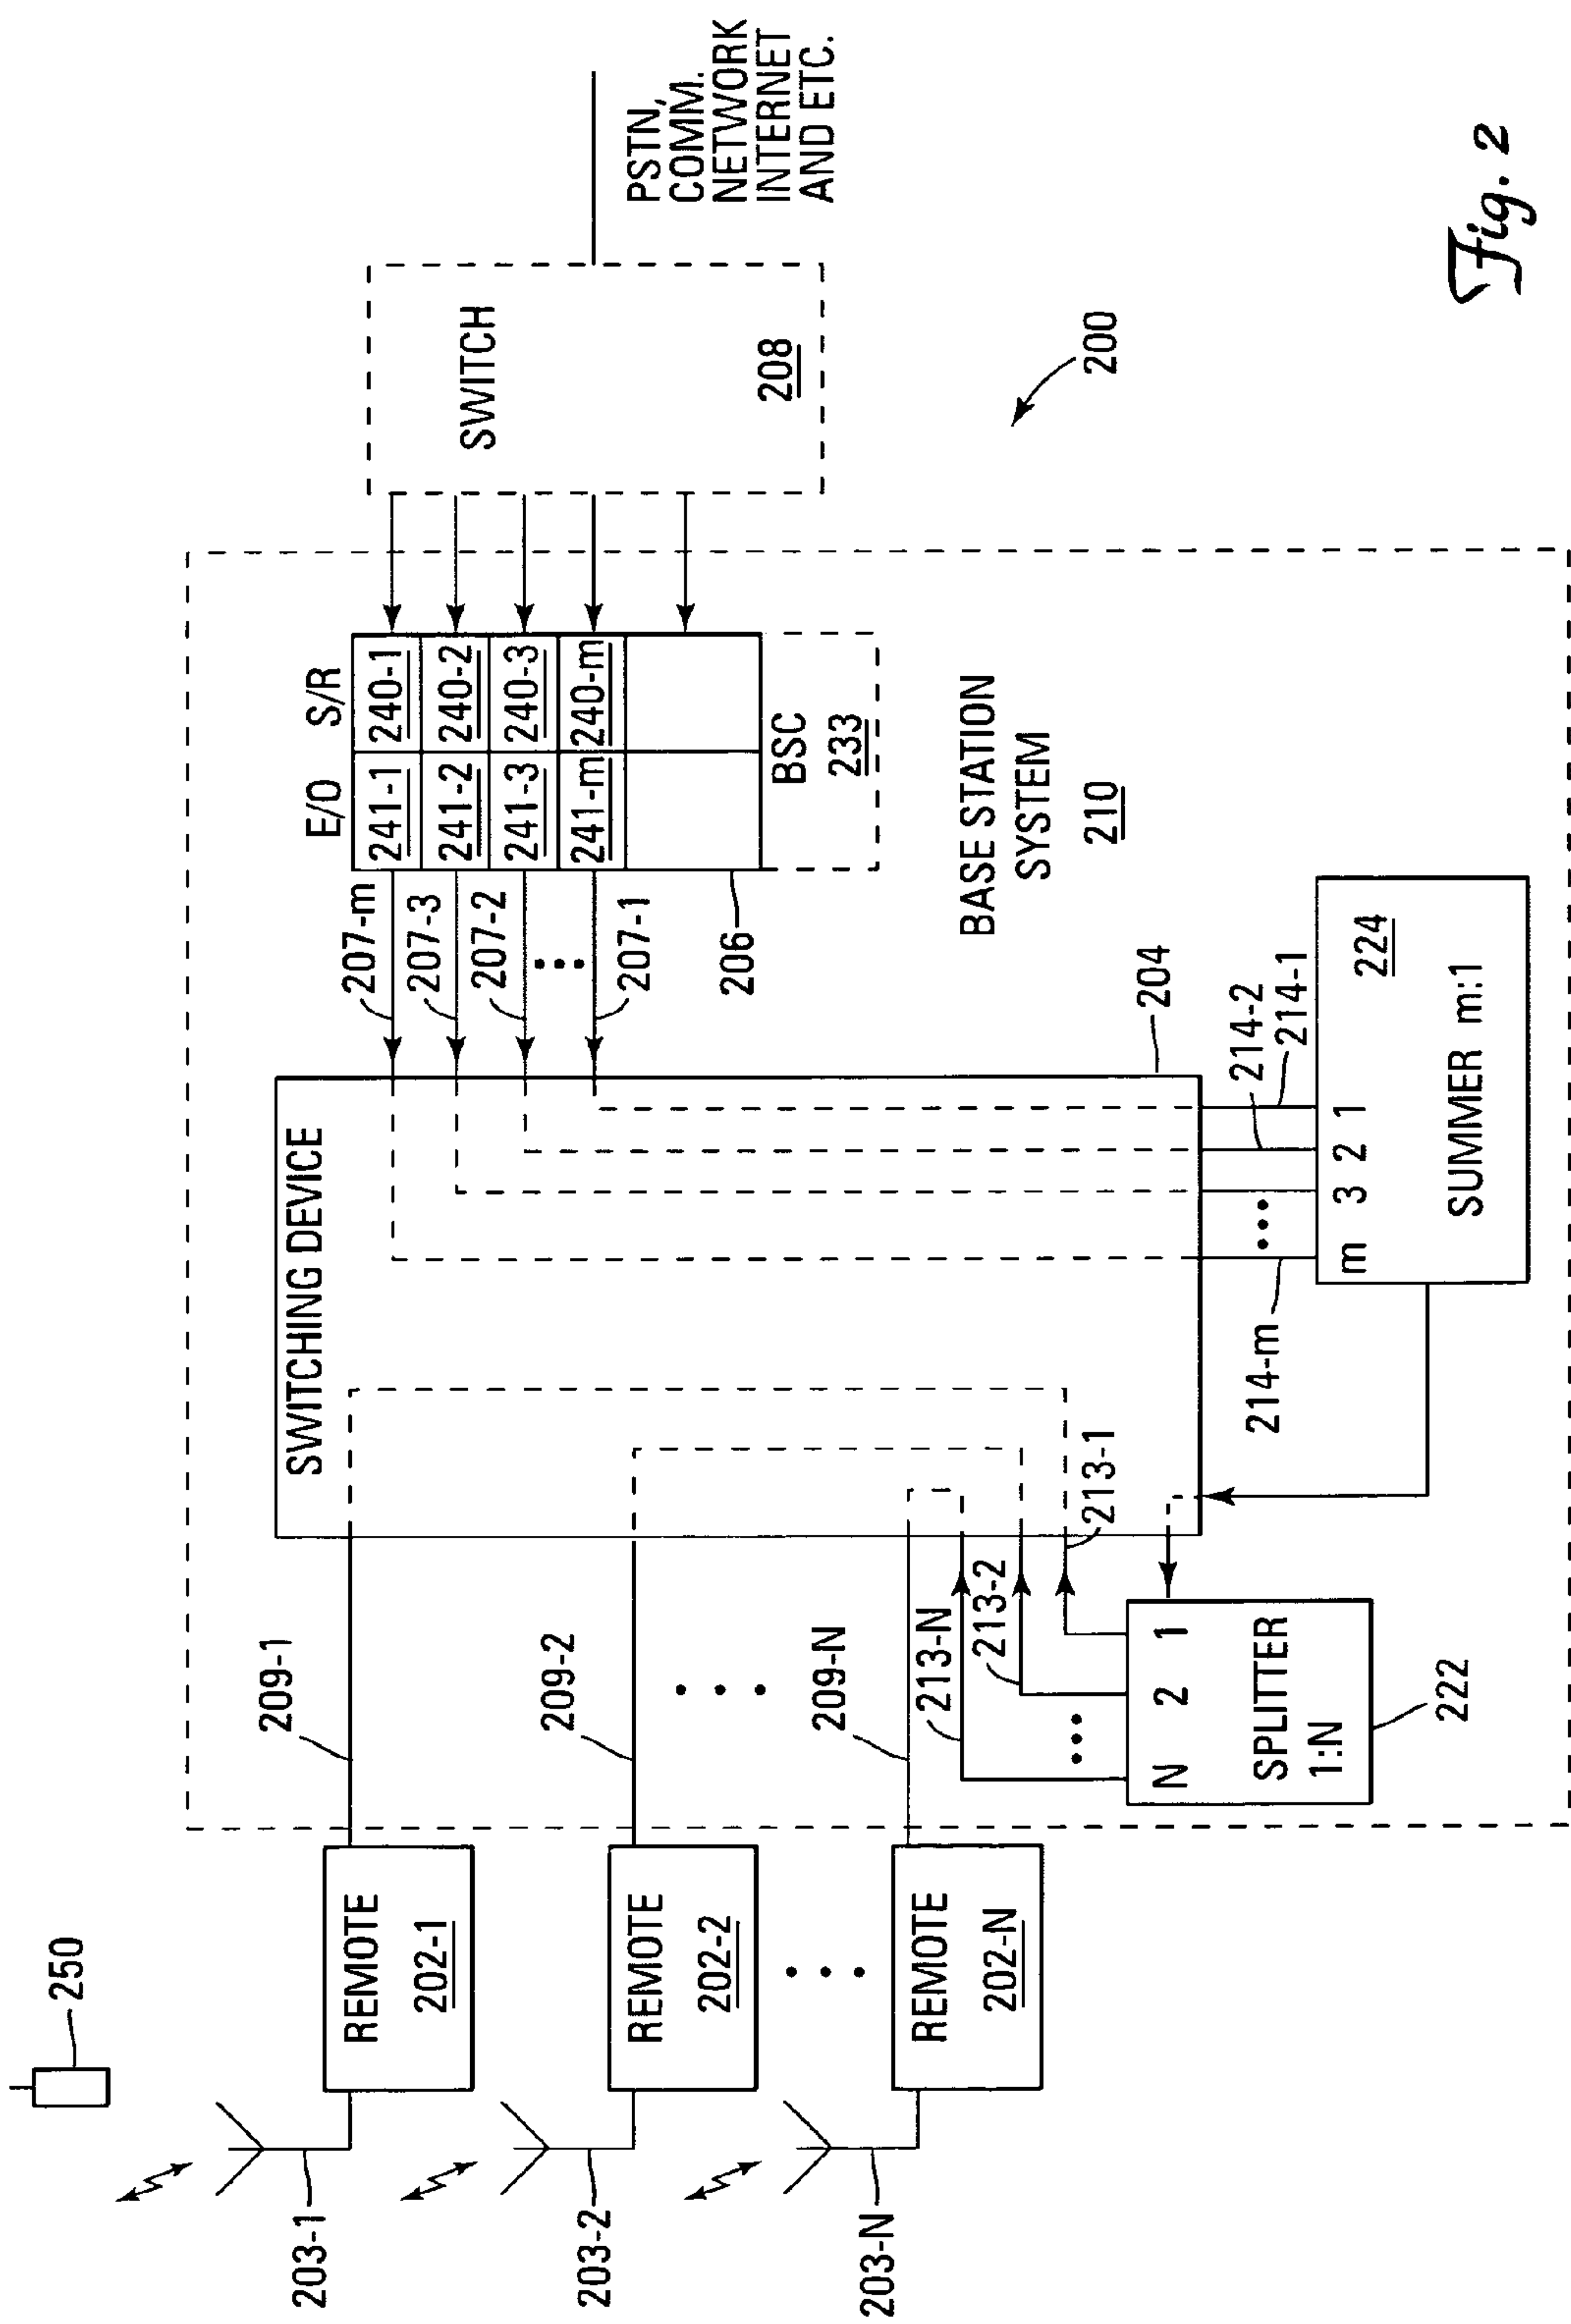 250
203-1
203-2
203-N
REMOTE
202-1
REMOTE
202-2
REMOTE
202-N
209-1
209-2
209-N
213-N
213-2
213-1
SPLITTER
1:N
N 2 1
222
SWITCHING DEVICE
204
214-m
214-2
214-1
m 3 2 1
SUMMER m:1
224
207-m
207-3
207-2
207-1
206
E/O S/R
241-1 240-1
241-2 240-2
241-3 240-3
241-m 240-m
BSC
233
BASE STATION
SYSTEM
210
SWITCH
208
PSTN,
COMM.
NETWORK
INTERNET
AND ETC.
200
Fig. 2